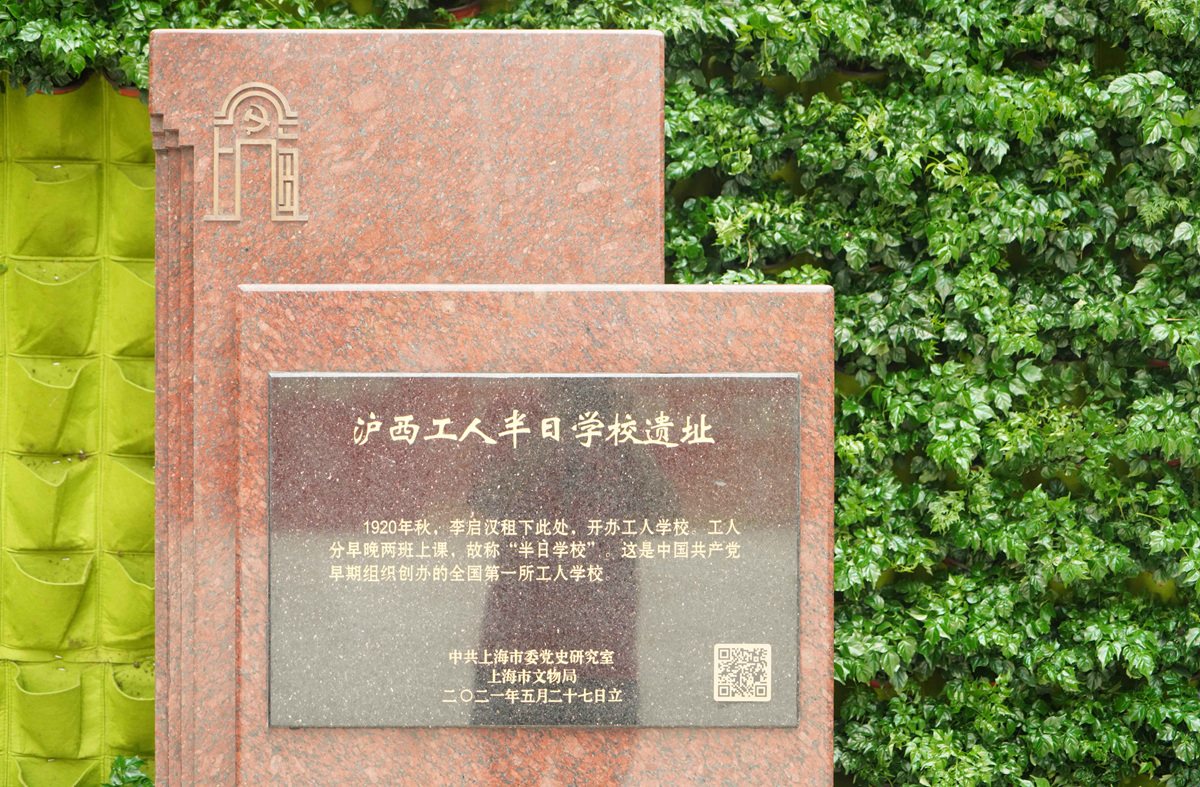 沪西工人半日学校遗址
1920年秋，李启汉租下此处，开办工人学校。工人
分早晚两班上课，故称“半日学校”。这是中国共产党
早期组织创办的全国第一所工人学校。
中共上海市委党史研究室
上海市文物局
二〇二一年五月二十七日立